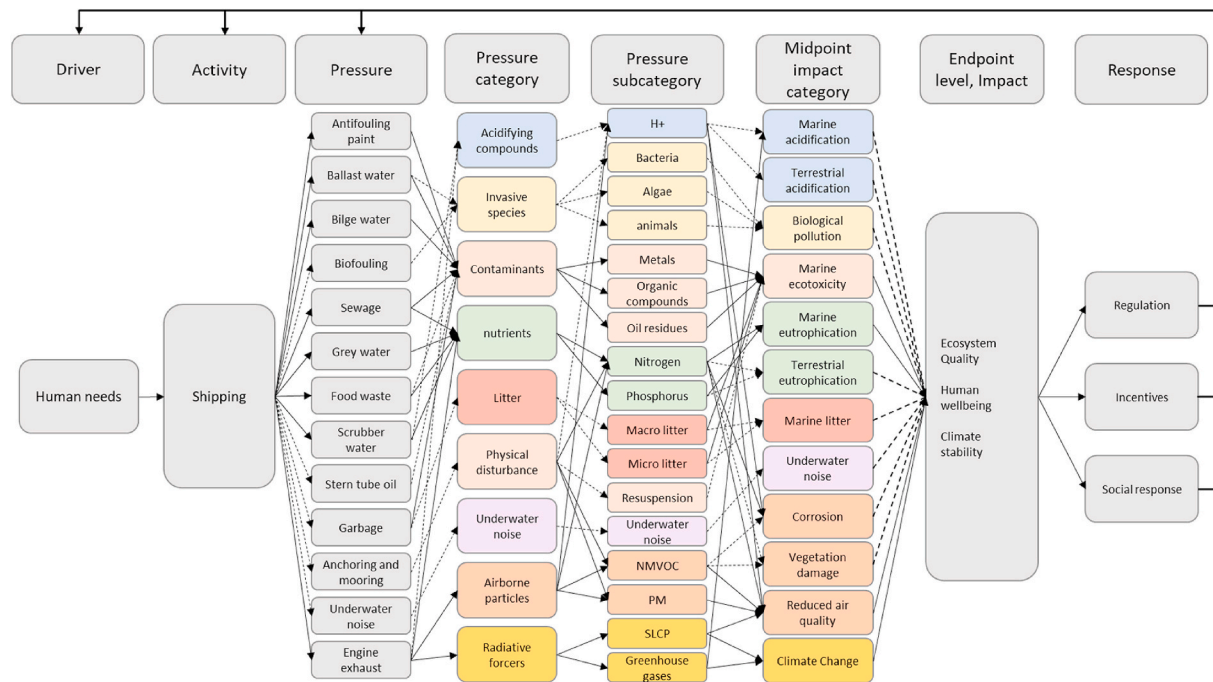 Driver
Activity
Pressure
Pressure
category
Pressure
subcategory
Midpoint
impact
category
Endpoint
level, Impact
Response
Human needs
Shipping
Antifouling
paint
Ballast water
Bilge water
Biofouling
Sewage
Grey water
Food waste
Scrubber
water
Stern tube oil
Garbage
Anchoring and
mooring
Underwater
noise
Engine
exhaust
Acidifying
compounds
Invasive
species
Contaminants
nutrients
Litter
Physical
disturbance
Underwater
noise
Airborne
particles
Radiative
forcers
H+
Bacteria
Algae
animals
Metals
Organic
compounds
Oil residues
Nitrogen
Phosphorus
Macro litter
Micro litter
Resuspension
Underwater
noise
NMVOC
PM
SLCP
Greenhouse
gases
Marine
acidification
Terrestrial
acidification
Biological
pollution
Marine
ecotoxicity
Marine
eutrophication
Terrestrial
eutrophication
Marine litter
Underwater
noise
Corrosion
Vegetation
damage
Reduced air
quality
Climate Change
Ecosystem
Quality
Human
wellbeing
Climate
stability
Regulation
Incentives
Social response